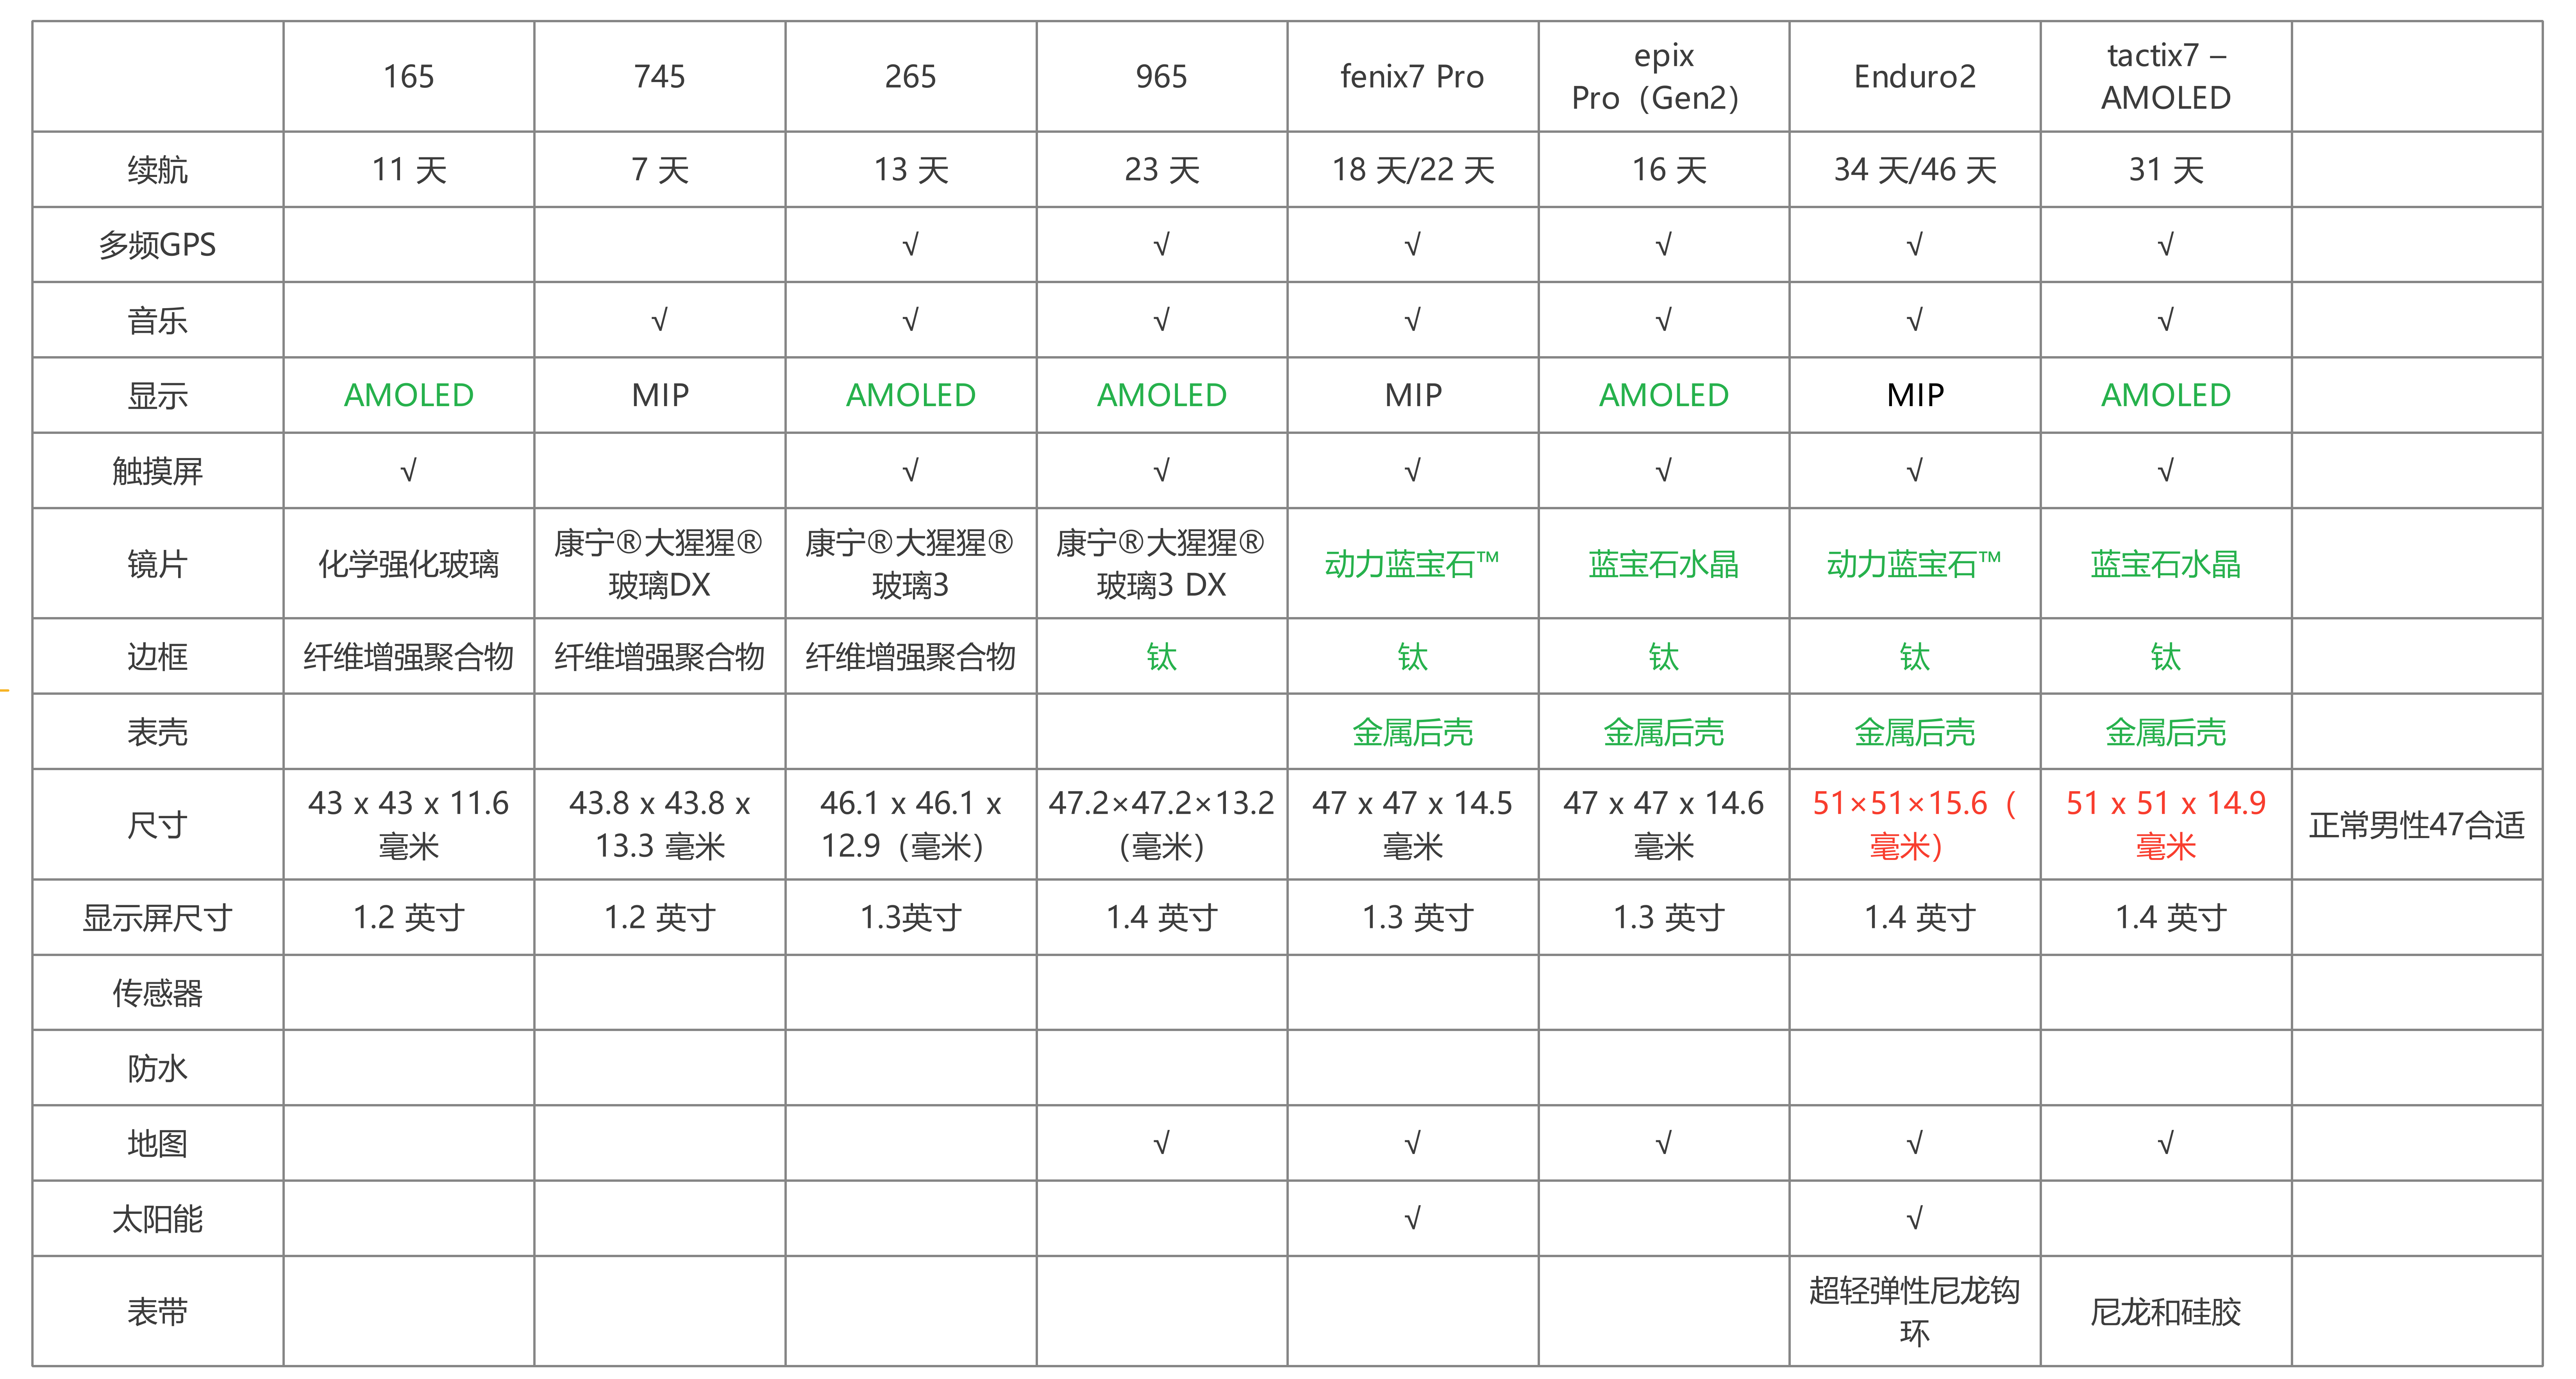 165 745 265 965 fenix7 Pro epix Pro（Gen2） Enduro2 tactix7 – AMOLED
续航 11 天 7 天 13 天 23 天 18 天/22 天 16 天 34 天/46 天 31 天
多频GPS √ √ √ √ √ √
音乐 √ √ √ √ √ √ √
显示 AMOLED MIP AMOLED AMOLED MIP AMOLED MIP AMOLED
触摸屏 √ √ √ √ √ √ √
镜片 化学强化玻璃 康宁®大猩猩®玻璃DX 康宁®大猩猩®玻璃3 康宁®大猩猩®玻璃3 DX 动力蓝宝石™ 蓝宝石水晶 动力蓝宝石™ 蓝宝石水晶
边框 纤维增强聚合物 纤维增强聚合物 纤维增强聚合物 钛 钛 钛 钛 钛
表壳 金属后壳 金属后壳 金属后壳 金属后壳
尺寸 43 x 43 x 11.6 毫米 43.8 x 43.8 x 13.3 毫米 46.1 x 46.1 x 12.9（毫米） 47.2×47.2×13.2（毫米） 47 x 47 x 14.5 毫米 47 x 47 x 14.6 毫米 51×51×15.6（毫米） 51 x 51 x 14.9 毫米 正常男性47合适
显示屏尺寸 1.2 英寸 1.2 英寸 1.3英寸 1.4 英寸 1.3 英寸 1.3 英寸 1.4 英寸 1.4 英寸
传感器
防水
地图 √ √ √ √ √
太阳能 √ √
表带 超轻弹性尼龙钩环 尼龙和硅胶